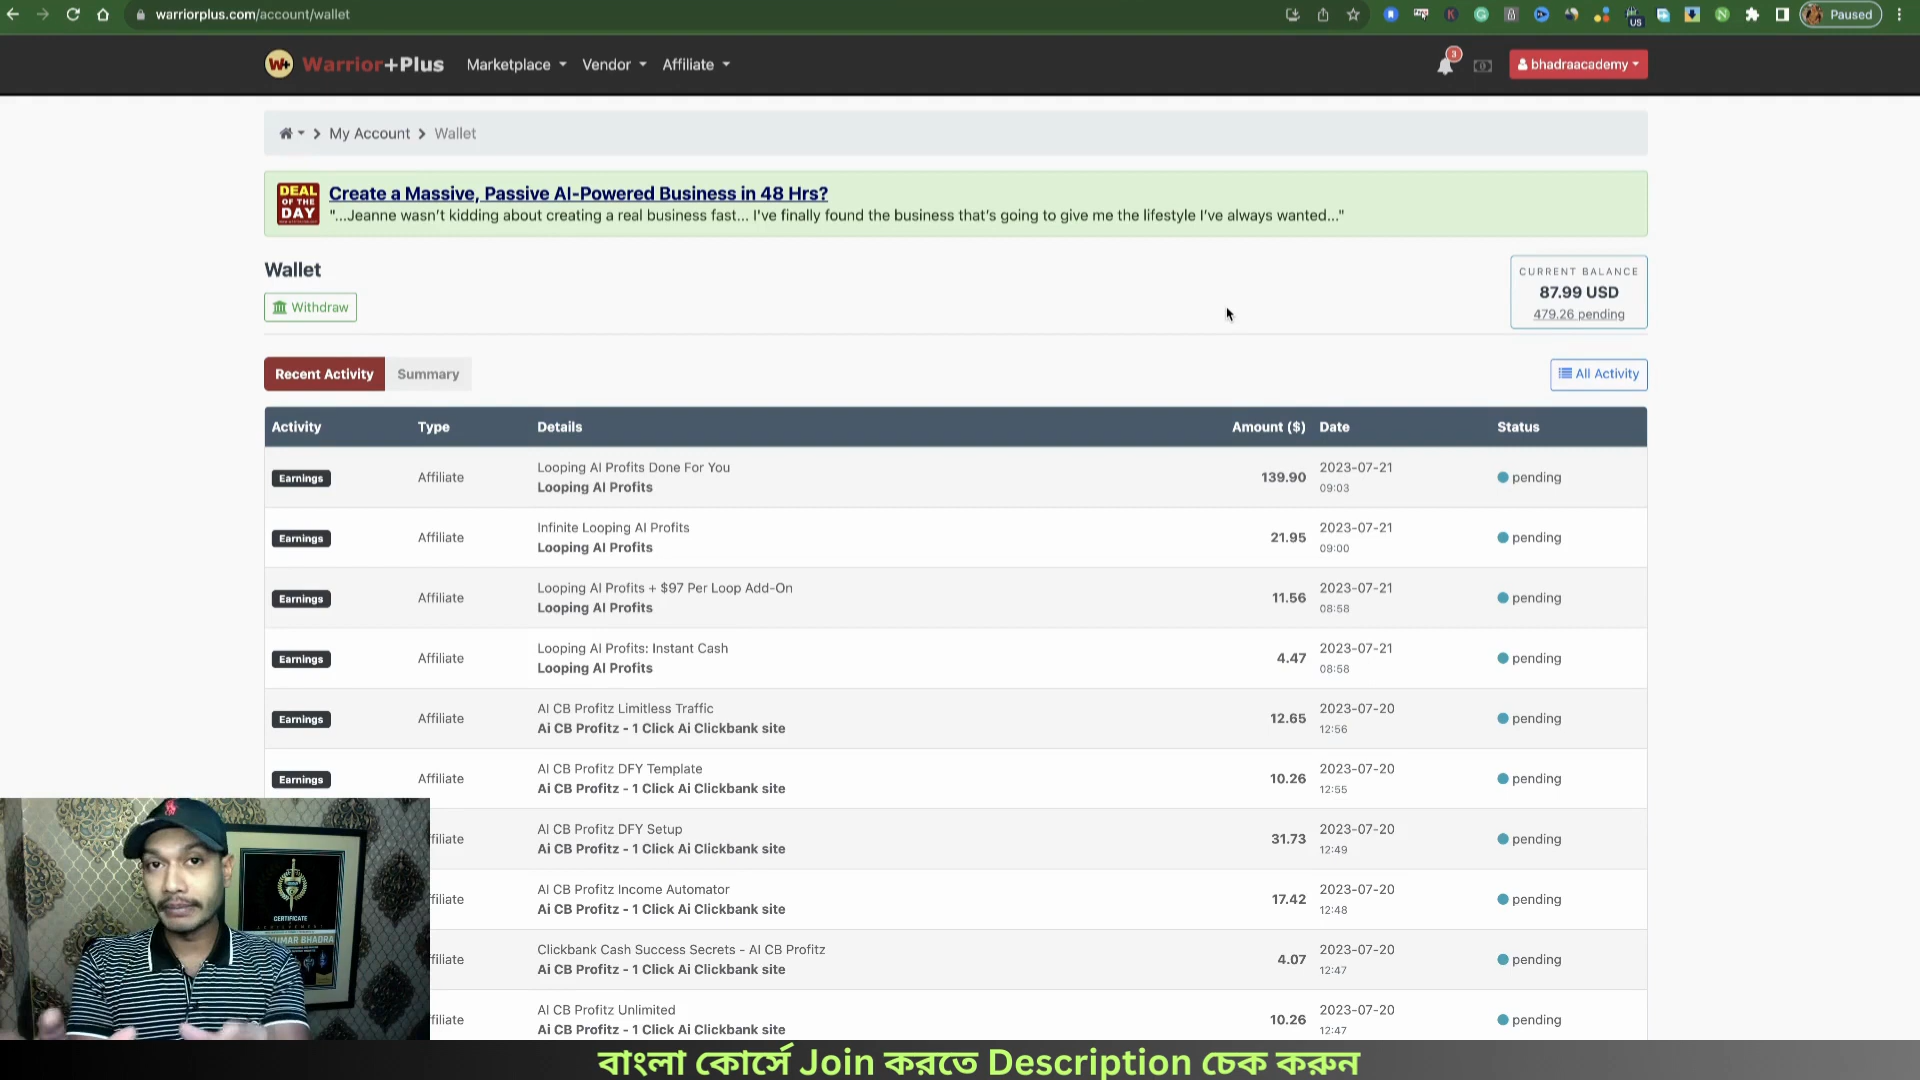 warriorplus.com/account/wallet
US
Paused
W+ Warrior+Plus Marketplace Vendor Affiliate
3
bhadraacademy
My Account Wallet
DEAL OF THE DAY
Create a Massive, Passive AI-Powered Business in 48 Hrs?
"...Jeanne wasn't kidding about creating a real business fast... I've finally found the business that's going to give me the lifestyle I've always wanted..."
Wallet
Withdraw
CURRENT BALANCE
87.99 USD
479.26 pending
Recent Activity Summary
All Activity
Activity Type Details Amount ($) Date Status
Earnings Affiliate Looping AI Profits Done For You 139.90 2023-07-21 pending
Looping AI Profits 09:03
Earnings Affiliate Infinite Looping AI Profits 21.95 2023-07-21 pending
Looping AI Profits 09:00
Earnings Affiliate Looping AI Profits + $97 Per Loop Add-On 11.56 2023-07-21 pending
Looping AI Profits 08:58
Earnings Affiliate Looping AI Profits: Instant Cash 4.47 2023-07-21 pending
Looping AI Profits 08:58
Earnings Affiliate AI CB Profitz Limitless Traffic 12.65 2023-07-20 pending
Ai CB Profitz - 1 Click Ai Clickbank site 12:56
Earnings Affiliate AI CB Profitz DFY Template 10.26 2023-07-20 pending
Ai CB Profitz - 1 Click Ai Clickbank site 12:55
ffiliate AI CB Profitz DFY Setup 31.73 2023-07-20 pending
Ai CB Profitz - 1 Click Ai Clickbank site 12:49
ffiliate AI CB Profitz Income Automator 17.42 2023-07-20 pending
Ai CB Profitz - 1 Click Ai Clickbank site 12:48
ffiliate Clickbank Cash Success Secrets - AI CB Profitz 4.07 2023-07-20 pending
Ai CB Profitz - 1 Click Ai Clickbank site 12:47
ffiliate AI CB Profitz Unlimited 10.26 2023-07-20 pending
Ai CB Profitz - 1 Click Ai Clickbank site 12:47
CERTIFICATE
KUMAR BHADRA
বাংলা কোর্সে Join করতে Description চেক করুন